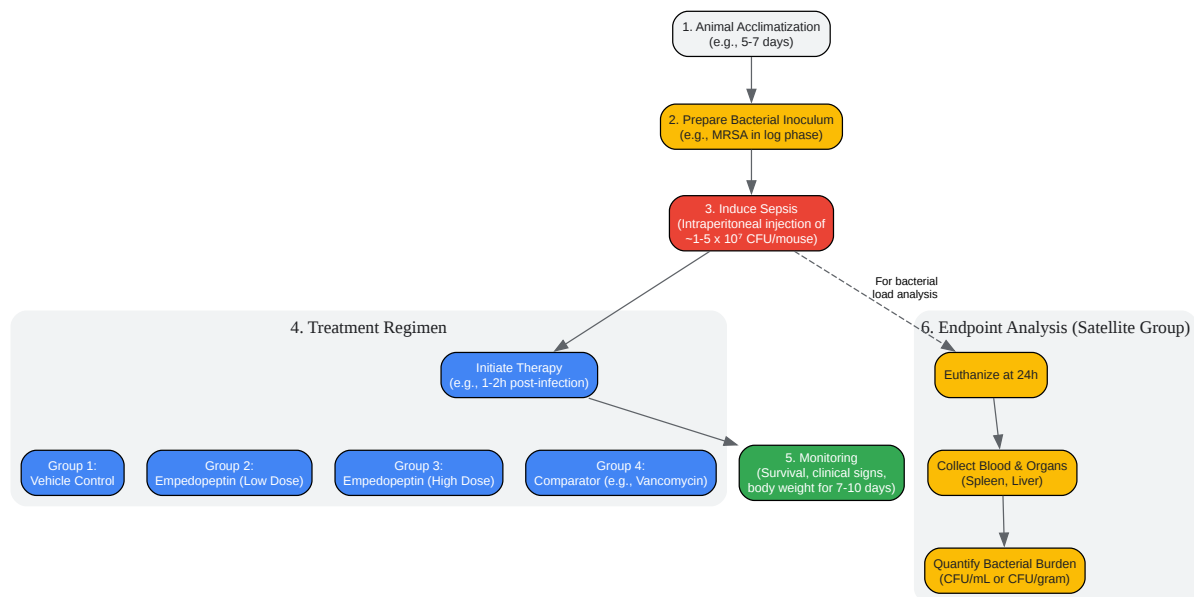 1. Animal Acclimatization
(e.g., 5-7 days)
2. Prepare Bacterial Inoculum
(e.g., MRSA in log phase)
3. Induce Sepsis
(Intraperitoneal injection of
~1-5 x 10⁷ CFU/mouse)
For bacterial
load analysis
4. Treatment Regimen
Initiate Therapy
(e.g., 1-2h post-infection)
Group 1:
Vehicle Control
Group 2:
Empedopeptin (Low Dose)
Group 3:
Empedopeptin (High Dose)
Group 4:
Comparator (e.g., Vancomycin)
5. Monitoring
(Survival, clinical signs,
body weight for 7-10 days)
6. Endpoint Analysis (Satellite Group)
Euthanize at 24h
Collect Blood & Organs
(Spleen, Liver)
Quantify Bacterial Burden
(CFU/mL or CFU/gram)